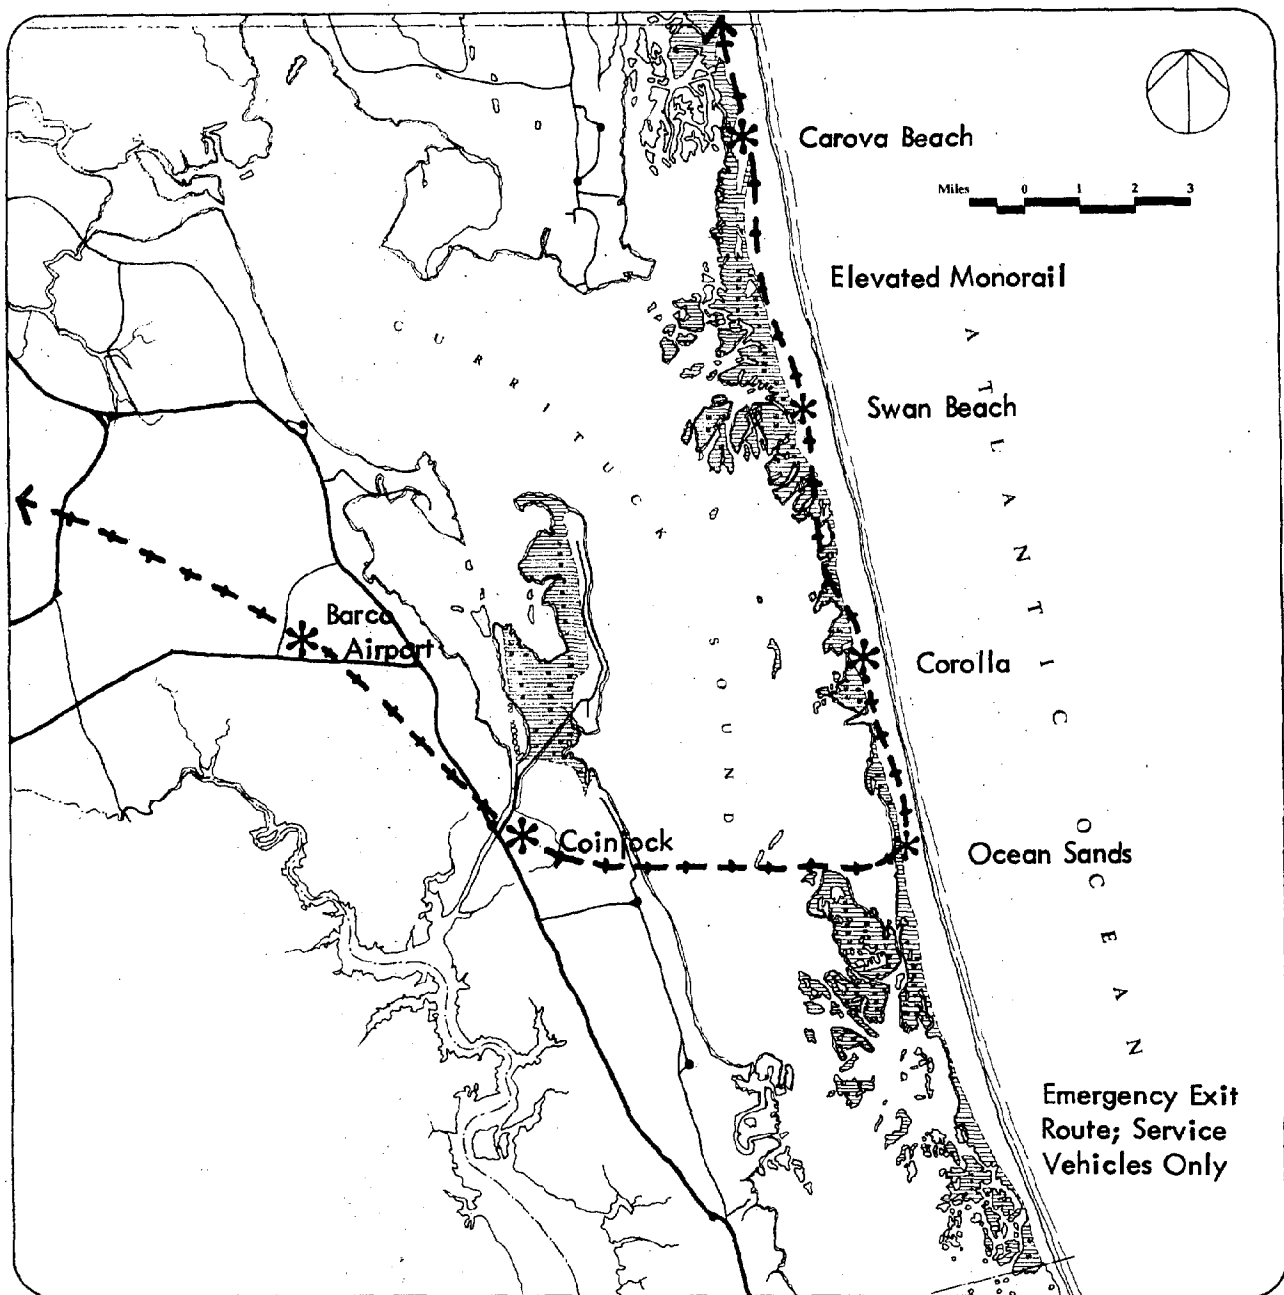 Carova Beach
Miles 0 1 2 3
Elevated Monorail
CURRITUCK
SOUND
ATLANTIC
OCEAN
Swan Beach
Barco
Airport
Corolla
Coinjock
Ocean Sands
Emergency Exit
Route; Service
Vehicles Only